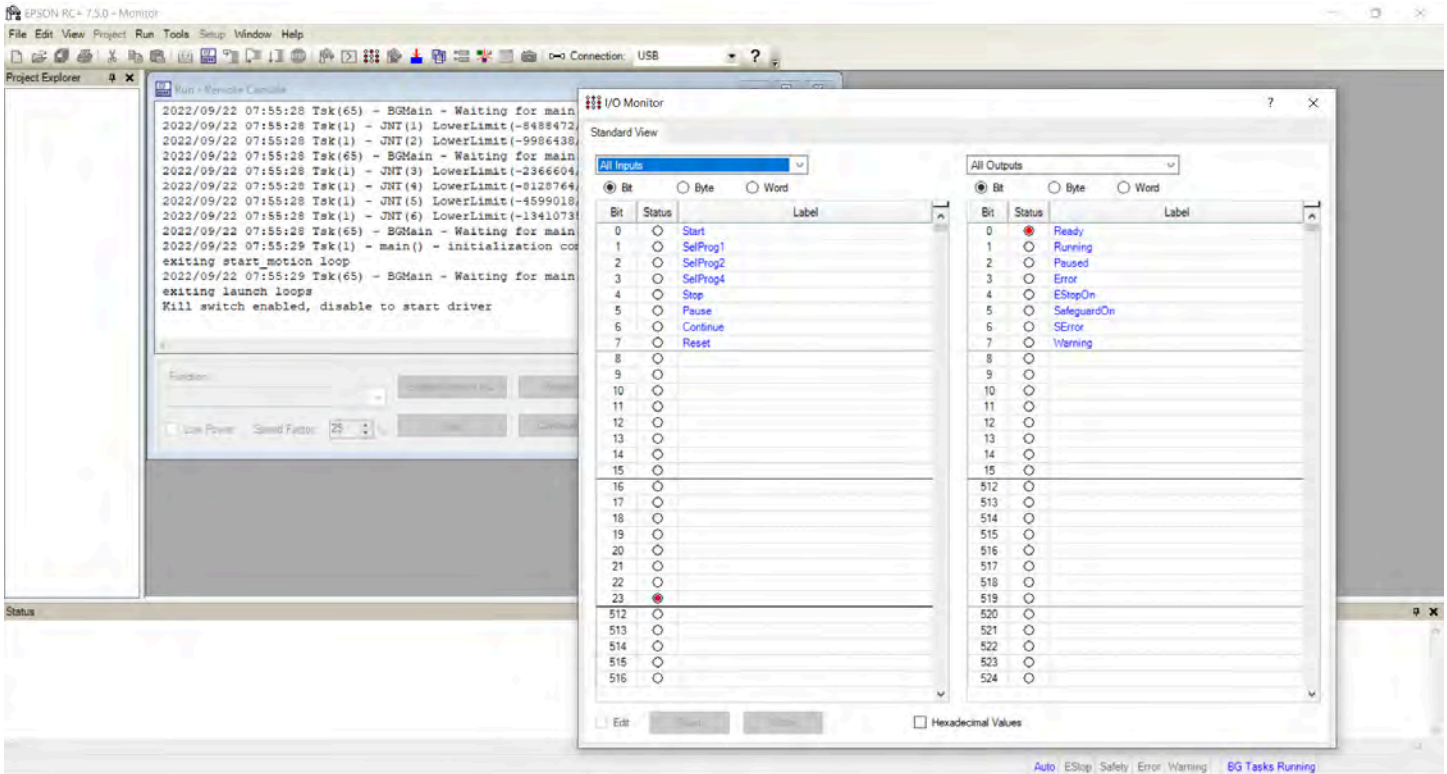 EPSON RC+ 7.5.0 - Monitor
File Edit View Project Run Tools Setup Window Help
Connection: USB
?
Project Explorer
Run - Remote Console
2022/09/22 07:55:28 Tsk(65) - BGMain - Waiting for main
2022/09/22 07:55:28 Tsk(1) - JNT(1) LowerLimit(-8488472,
2022/09/22 07:55:28 Tsk(1) - JNT(2) LowerLimit(-9986438,
2022/09/22 07:55:28 Tsk(65) - BGMain - Waiting for main
2022/09/22 07:55:28 Tsk(1) - JNT(3) LowerLimit(-2366604,
2022/09/22 07:55:28 Tsk(1) - JNT(4) LowerLimit(-8128764,
2022/09/22 07:55:28 Tsk(1) - JNT(5) LowerLimit(-4599018,
2022/09/22 07:55:28 Tsk(1) - JNT(6) LowerLimit(-1341073
2022/09/22 07:55:28 Tsk(65) - BGMain - Waiting for main
2022/09/22 07:55:29 Tsk(1) - main() - initialization co
exiting start_motion loop
2022/09/22 07:55:29 Tsk(65) - BGMain - Waiting for main
exiting launch loops
Kill switch enabled, disable to start driver
Function:
Low Power Speed Factor: 25 %
I/O Monitor
? ×
Standard View
All Inputs
Bit Byte Word
Bit Status Label
0 Start
1 SelProg1
2 SelProg2
3 SelProg4
4 Stop
5 Pause
6 Continue
7 Reset
8
9
10
11
12
13
14
15
16
17
18
19
20
21
22
23
512
513
514
515
516
All Outputs
Bit Byte Word
Bit Status Label
0 Ready
1 Running
2 Paused
3 Error
4 EStopOn
5 SafeguardOn
6 SError
7 Warning
8
9
10
11
12
13
14
15
512
513
514
515
516
517
518
519
520
521
522
523
524
Edit
Hexadecimal Values
Status
Auto EStop Safety Error Warning BG Tasks Running